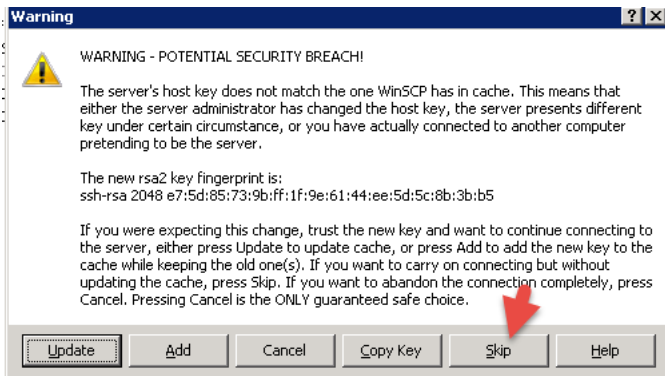 Warning
WARNING - POTENTIAL SECURITY BREACH!
The server's host key does not match the one WinSCP has in cache. This means that
either the server administrator has changed the host key, the server presents different
key under certain circumstance, or you have actually connected to another computer
pretending to be the server.
The new rsa2 key fingerprint is:
ssh-rsa 2048 e7:5d:85:73:9b:ff:1f:9e:61:44:ee:5d:5c:8b:3b:b5
If you were expecting this change, trust the new key and want to continue connecting to
the server, either press Update to update cache, or press Add to add the new key to the
cache while keeping the old one(s). If you want to carry on connecting but without
updating the cache, press Skip. If you want to abandon the connection completely, press
Cancel. Pressing Cancel is the ONLY guaranteed safe choice.
Update Add Cancel Copy Key Skip Help